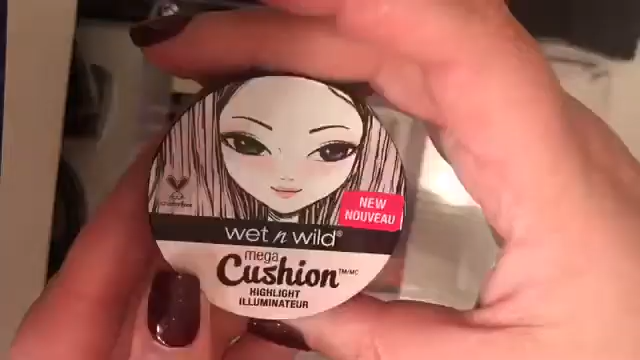 NEW
NOUVEAU
wet n wild®
mega
Cushion TM/MC
HIGHLIGHT
ILLUMINATEUR